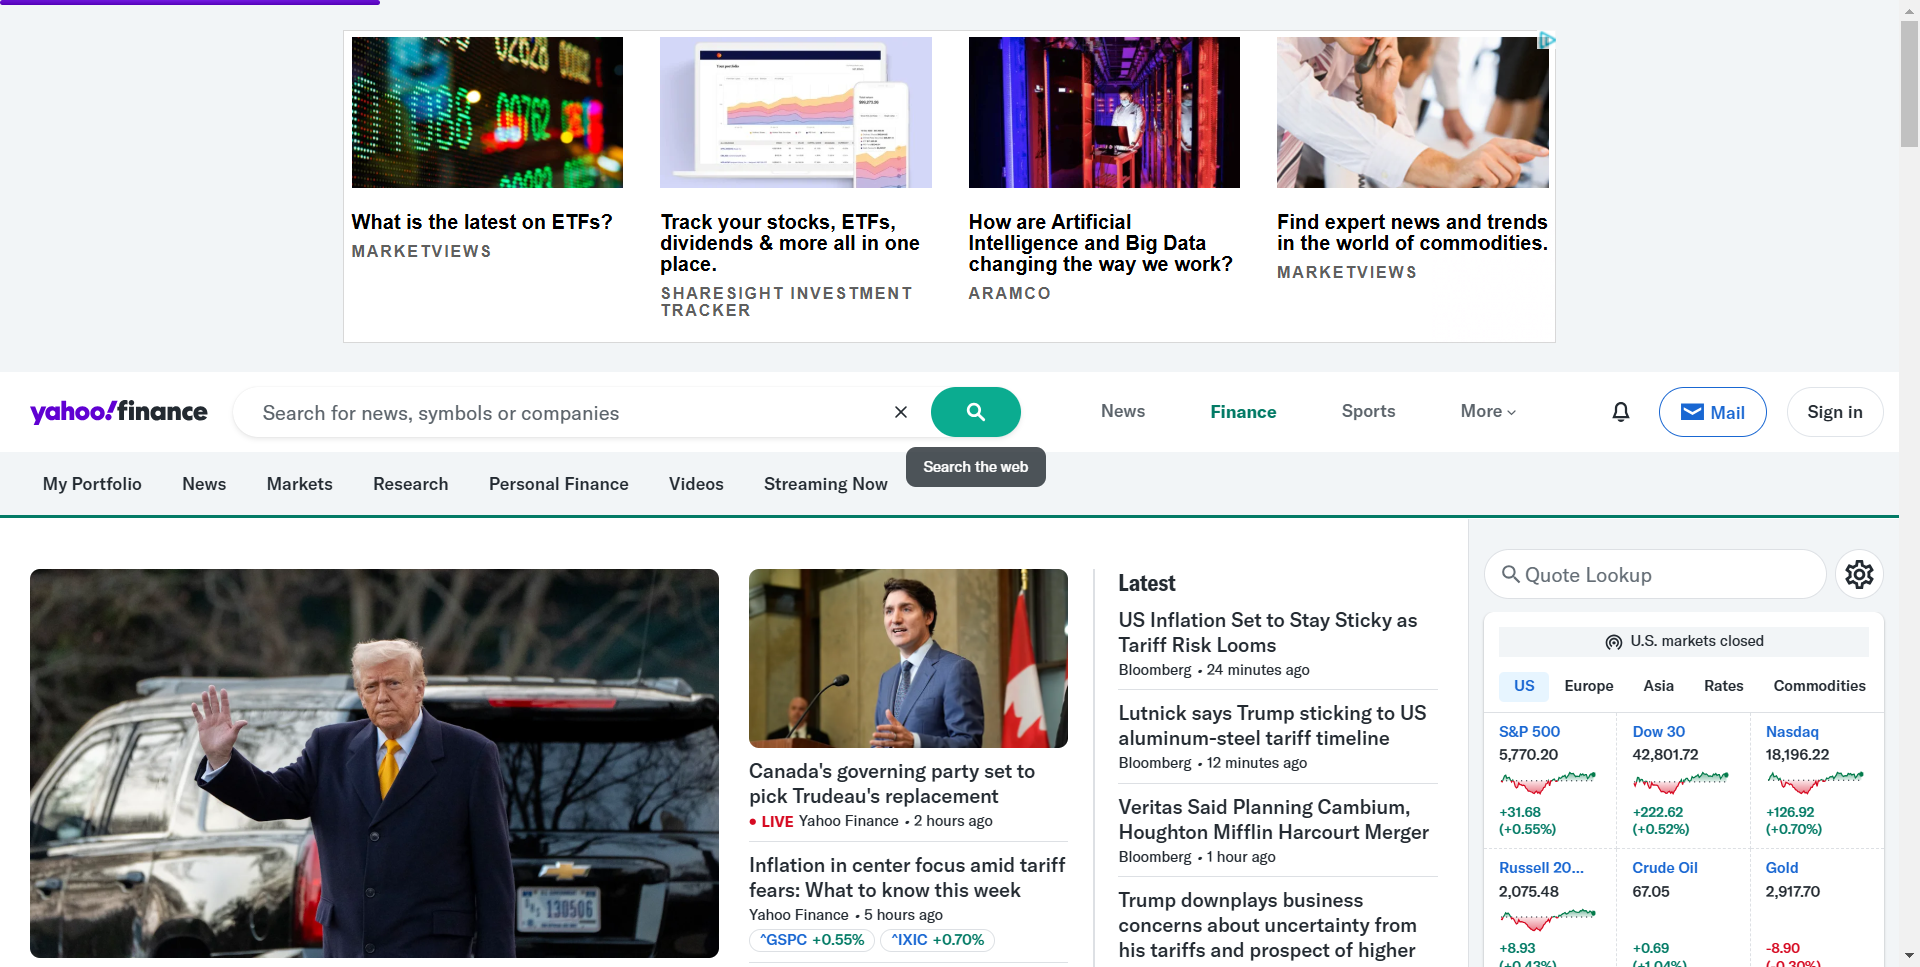 What is the latest on ETFs?
MARKETVIEWS
Track your stocks, ETFs,
dividends & more all in one
place.
SHARESIGHT INVESTMENT
TRACKER
How are Artificial
Intelligence and Big Data
changing the way we work?
ARAMCO
Find expert news and trends
in the world of commodities.
MARKETVIEWS
yahoo!finance
Search for news, symbols or companies
News
Finance
Sports
More
Mail
Sign in
Search the web
My Portfolio
News
Markets
Research
Personal Finance
Videos
Streaming Now
130506
Canada's governing party set to
pick Trudeau's replacement
LIVE Yahoo Finance • 2 hours ago
Inflation in center focus amid tariff
fears: What to know this week
Yahoo Finance • 5 hours ago
^GSPC +0.55%
^IXIC +0.70%
Latest
US Inflation Set to Stay Sticky as
Tariff Risk Looms
Bloomberg • 24 minutes ago
Lutnick says Trump sticking to US
aluminum-steel tariff timeline
Bloomberg • 12 minutes ago
Veritas Said Planning Cambium,
Houghton Mifflin Harcourt Merger
Bloomberg • 1 hour ago
Trump downplays business
concerns about uncertainty from
his tariffs and prospect of higher
Quote Lookup
U.S. markets closed
US
Europe
Asia
Rates
Commodities
S&P 500
5,770.20
+31.68
(+0.55%)
Dow 30
42,801.72
+222.62
(+0.52%)
Nasdaq
18,196.22
+126.92
(+0.70%)
Russell 20...
2,075.48
+8.93
(+0.43%)
Crude Oil
67.05
+0.69
(+1.04%)
Gold
2,917.70
-8.90
(-0.30%)